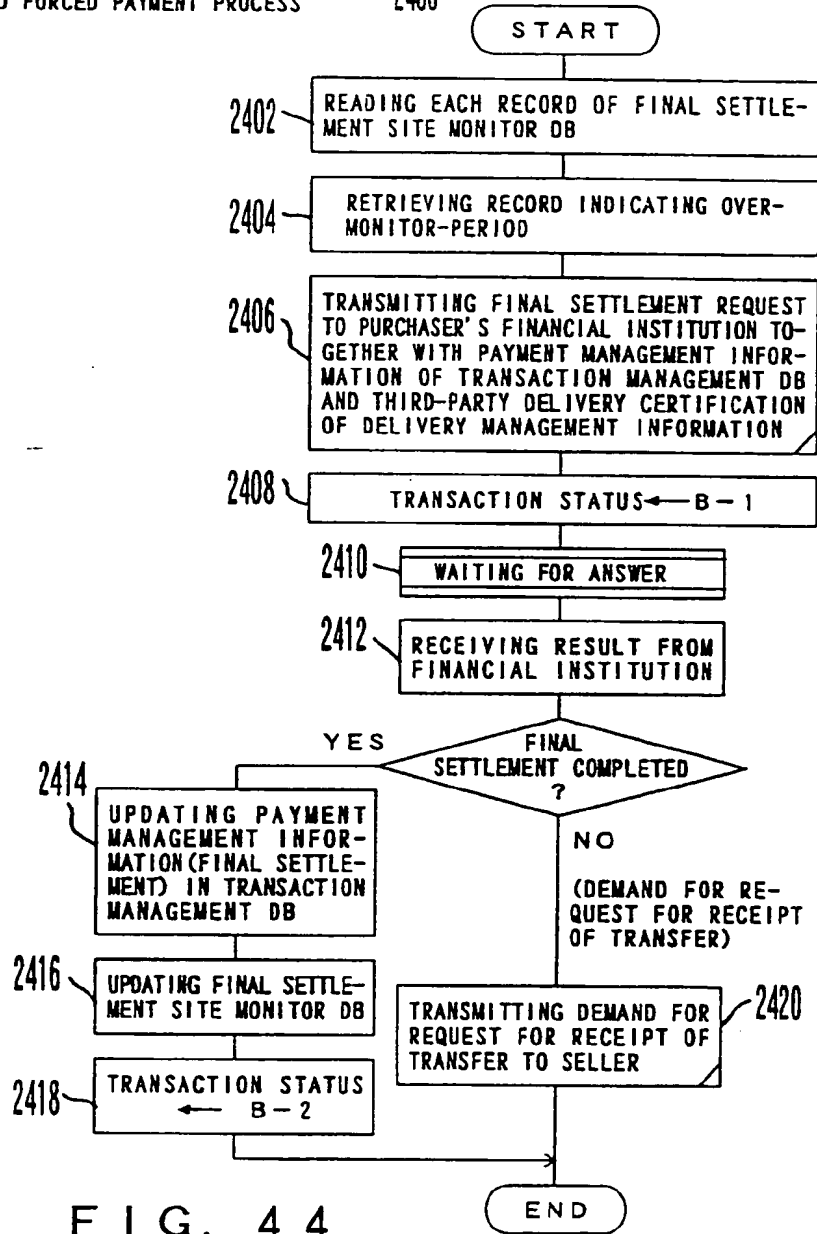 FORCED PAYMENT PROCESS 2400
START
2402
READING EACH RECORD OF FINAL SETTLE-
MENT SITE MONITOR DB
2404
RETRIEVING RECORD INDICATING OVER-
MONITOR-PERIOD
2406
TRANSMITTING FINAL SETTLEMENT REQUEST
TO PURCHASER'S FINANCIAL INSTITUTION TO-
GETHER WITH PAYMENT MANAGEMENT INFOR-
MATION OF TRANSACTION MANAGEMENT DB
AND THIRD-PARTY DELIVERY CERTIFICATION
OF DELIVERY MANAGEMENT INFORMATION
2408
TRANSACTION STATUS ← B-1
2410
WAITING FOR ANSWER
2412
RECEIVING RESULT FROM
FINANCIAL INSTITUTION
YES
FINAL
SETTLEMENT COMPLETED
?
2414
UPDATING PAYMENT
MANAGEMENT INFOR-
MATION(FINAL SETTLE-
MENT) IN TRANSACTION
MANAGEMENT DB
NO
(DEMAND FOR RE-
QUEST FOR RECEIPT
OF TRANSFER)
2416
UPDATING FINAL SETTLE-
MENT SITE MONITOR DB
2420
TRANSMITTING DEMAND FOR
REQUEST FOR RECEIPT OF
TRANSFER TO SELLER
2418
TRANSACTION STATUS
← B-2
END
FIG. 44